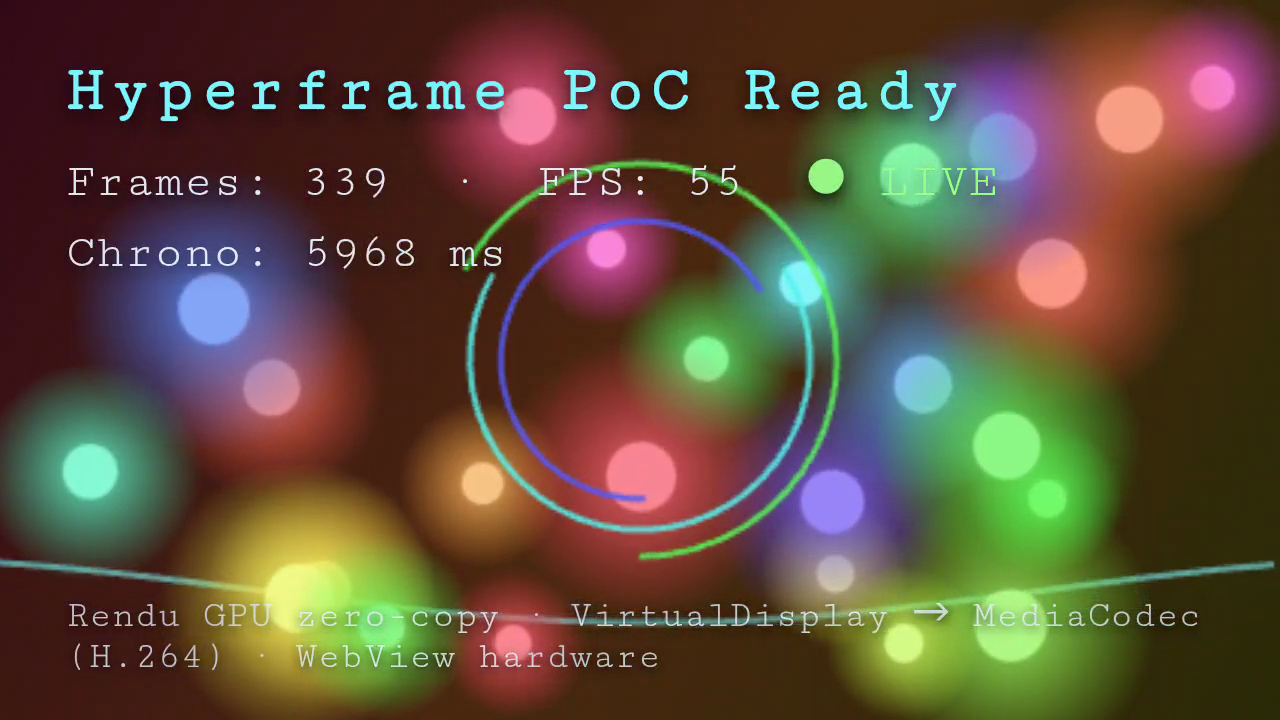 Hyperframe PoC Ready
Frames: 339 · FPS: 55 ● LIVE
Chrono: 5968 ms
Rendu GPU zero-copy · VirtualDisplay → MediaCodec
(H.264) · WebView hardware